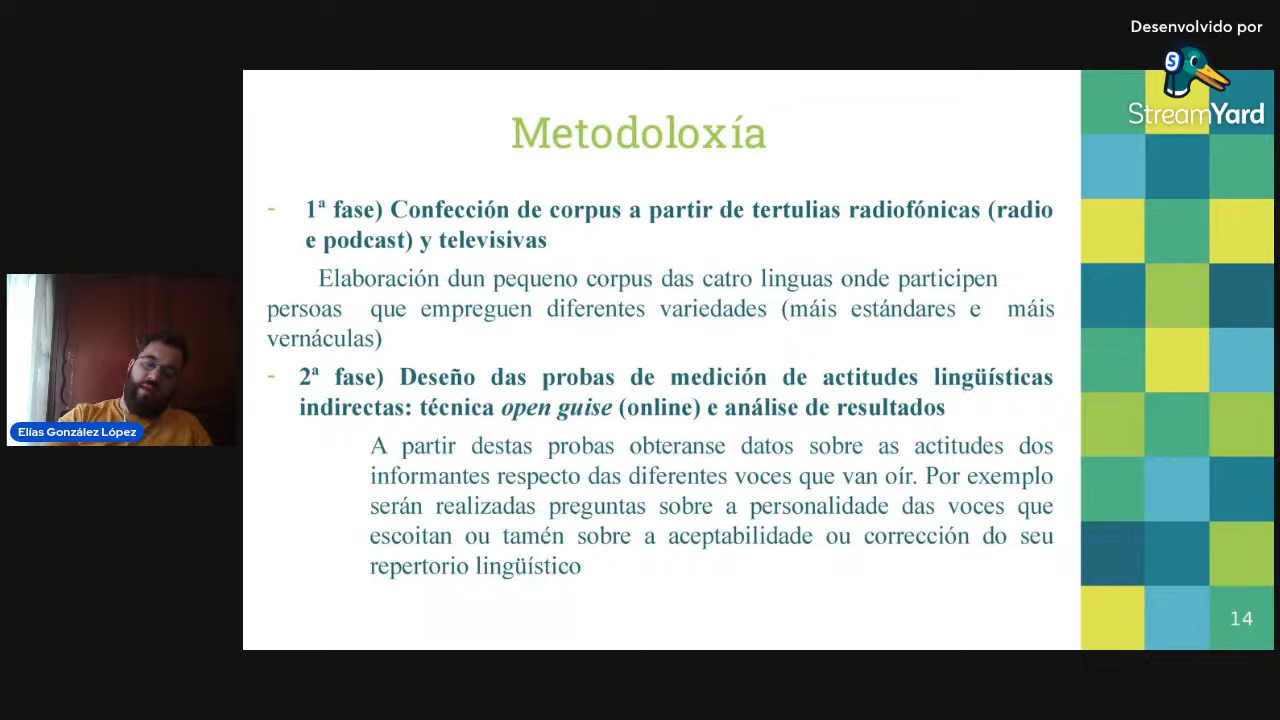 Desenvolvido por
StreamYard
Metodoloxía
- 1ª fase) Confección de corpus a partir de tertulias radiofónicas (radio
e podcast) y televisivas
Elaboración dun pequeno corpus das catro linguas onde participen
persoas que empreguen diferentes variedades (máis estándares e máis
vernáculas)
- 2ª fase) Deseño das probas de medición de actitudes lingüísticas
indirectas: técnica open guise (online) e análise de resultados
A partir destas probas obteranse datos sobre as actitudes dos
informantes respecto das diferentes voces que van oír. Por exemplo
serán realizadas preguntas sobre a personalidade das voces que
escoitan ou tamén sobre a aceptabilidade ou corrección do seu
repertorio lingüístico
Elías González López
14